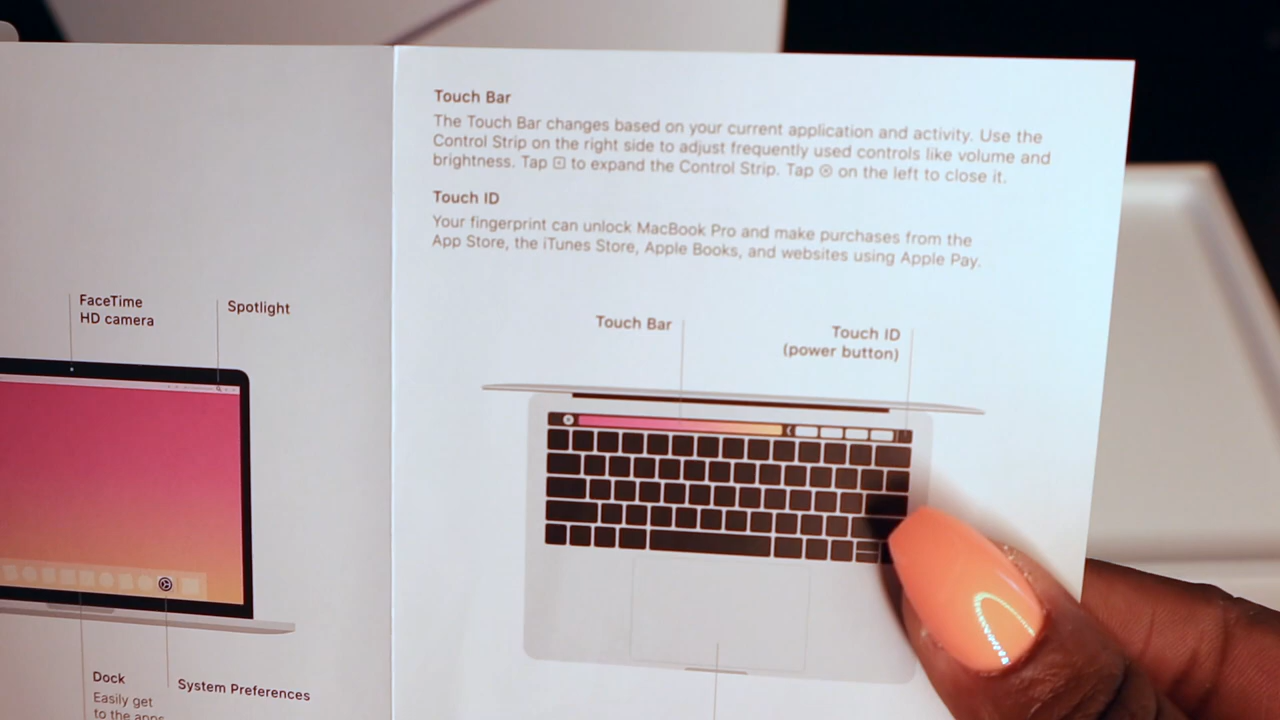 Touch Bar
The Touch Bar changes based on your current application and activity. Use the
Control Strip on the right side to adjust frequently used controls like volume and
brightness. Tap to expand the Control Strip. Tap on the left to close it.
Touch ID
Your fingerprint can unlock MacBook Pro and make purchases from the
App Store, the iTunes Store, Apple Books, and websites using Apple Pay.
FaceTime
HD camera
Spotlight
Touch Bar
Touch ID
(power button)
Dock
Easily get
to the apps
System Preferences